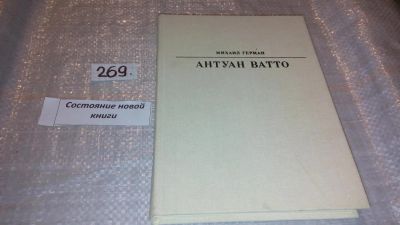 269.
Состояние новой
книги
МИХАИЛ ГЕРМАН
АНТУАН ВАТТО